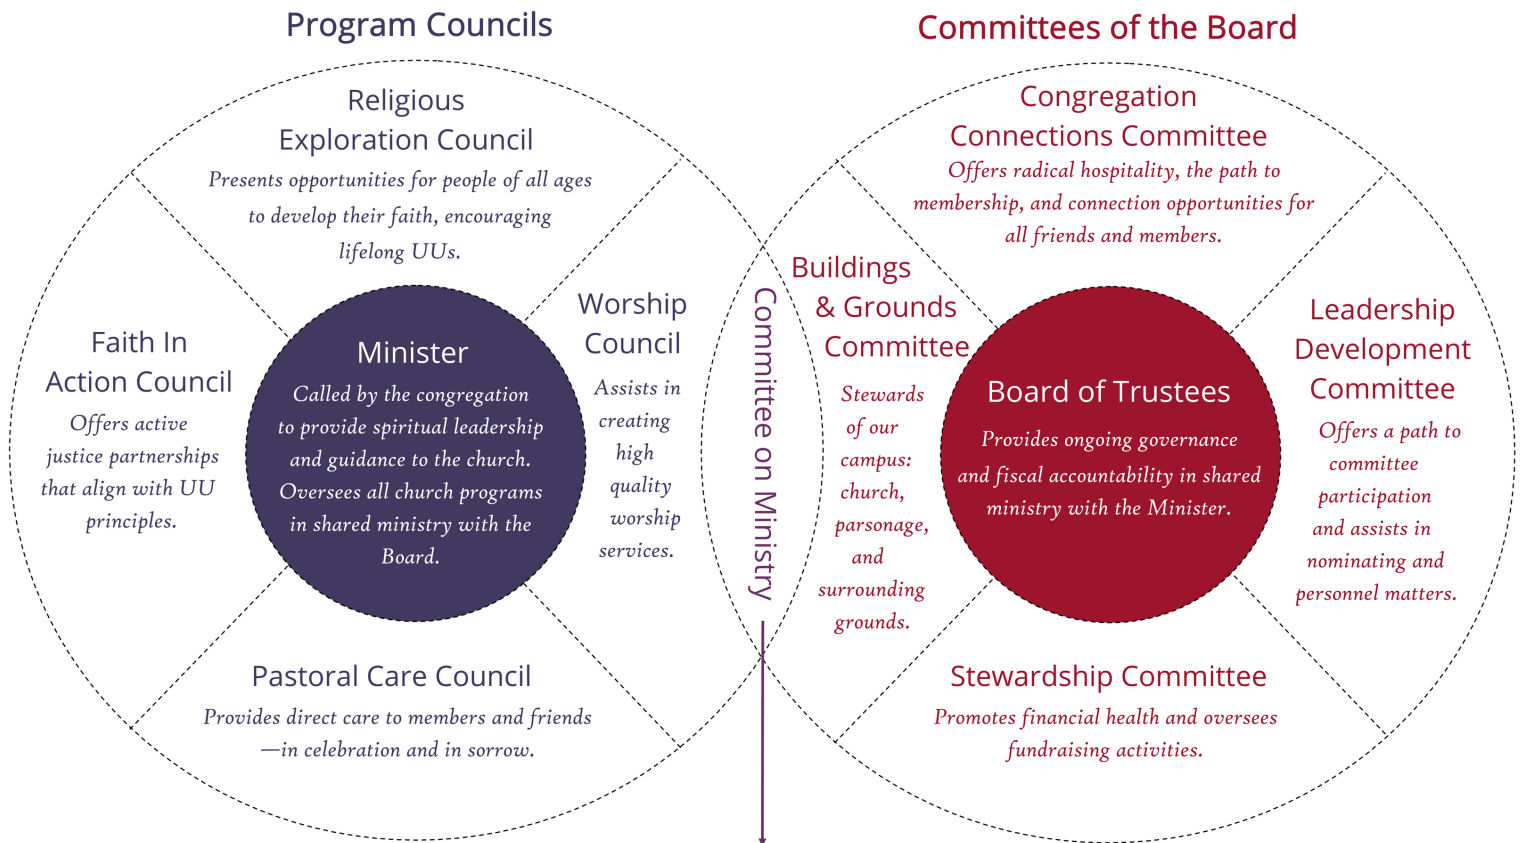 Program Councils
Religious
Exploration Council
Presents opportunities for people of all ages
to develop their faith, encouraging
lifelong UUs.
Faith In
Action Council
Offers active
justice partnerships
that align with UU
principles.
Minister
Called by the congregation
to provide spiritual leadership
and guidance to the church.
Oversees all church programs
in shared ministry with the
Board.
Worship
Council
Assists in
creating
high
quality
worship
services.
Pastoral Care Council
Provides direct care to members and friends
—in celebration and in sorrow.
Committee on Ministry
Committees of the Board
Congregation
Connections Committee
Offers radical hospitality, the path to
membership, and connection opportunities for
all friends and members.
Buildings
& Grounds
Committee
Stewards
of our
campus:
church,
parsonage,
and
surrounding
grounds.
Board of Trustees
Provides ongoing governance
and fiscal accountability in shared
ministry with the Minister.
Leadership
Development
Committee
Offers a path to
committee
participation
and assists in
nominating and
personnel matters.
Stewardship Committee
Promotes financial health and oversees
fundraising activities.